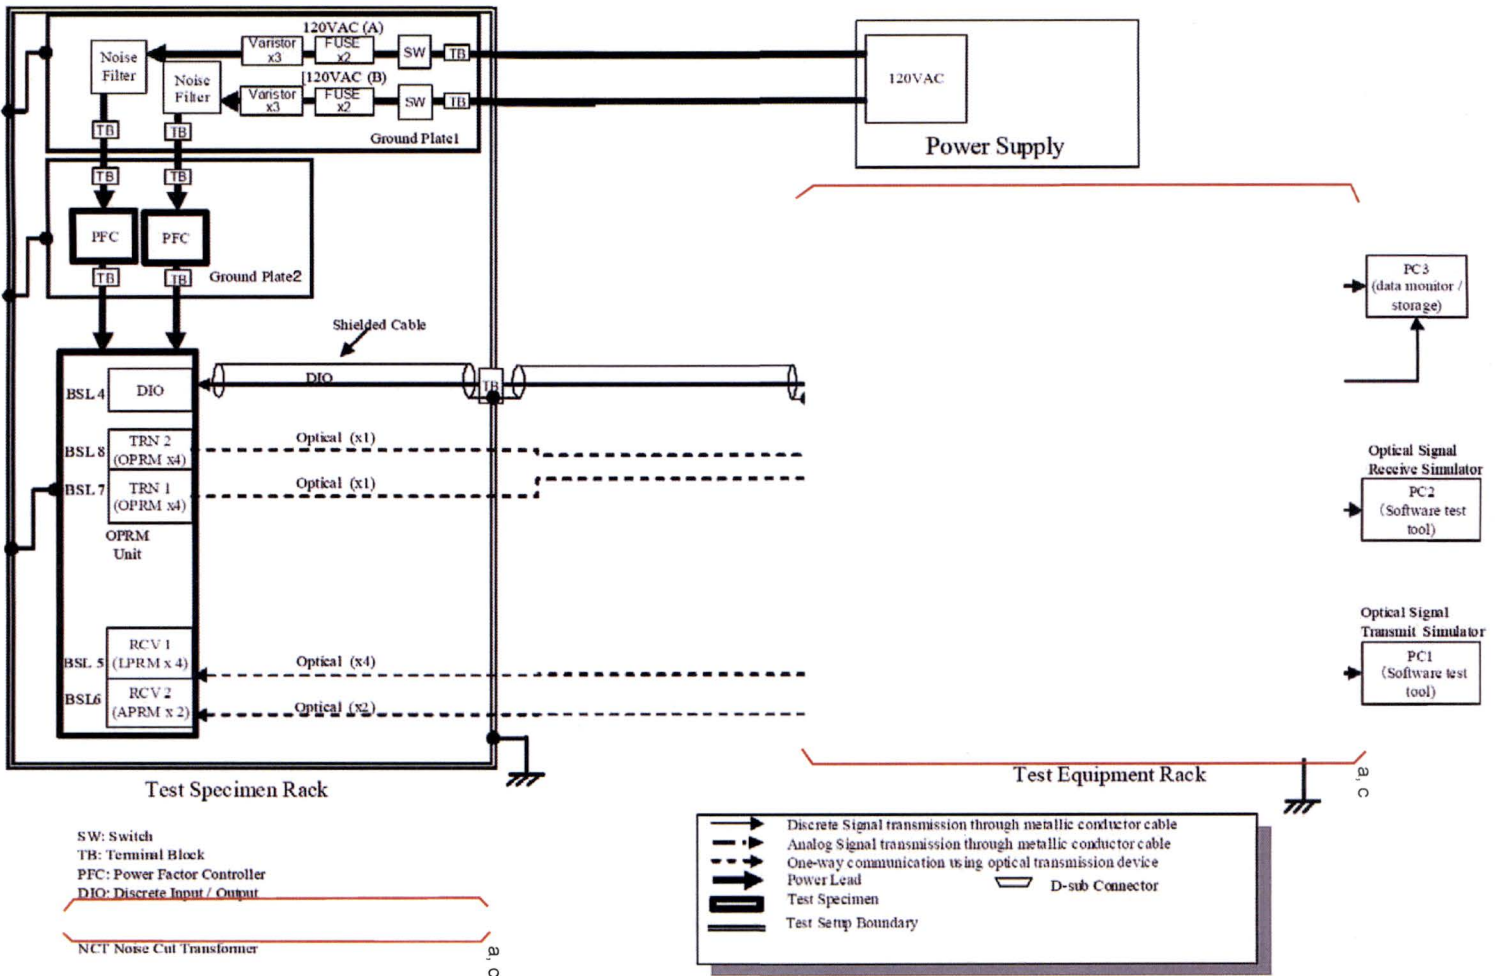 120VAC (A)
Noise
Filter
Varistor
x3
FUSE
x2
SW
TB
[120VAC (B)
Noise
Filter
Varistor
x3
FUSE
x2
SW
TB
TB
TB
Ground Plate1
120VAC
Power Supply
TB
TB
PFC
PFC
TB
TB
Ground Plate2
PC3
(data monitor /
storage)
Shielded Cable
BSL 4
DIO
DIO
TB
BSL 8
TRN 2
(OPRM x4)
Optical (x1)
BSL 7
TRN 1
(OPRM x4)
Optical (x1)
OPRM
Unit
Optical Signal
Receive Simulator
PC2
(Software test
tool)
BSL 5
RCV 1
(LPRM x 4)
Optical (x4)
BSL6
RCV 2
(APRM x 2)
Optical (x2)
Optical Signal
Transmit Simulator
PC1
(Software test
tool)
Test Specimen Rack
Test Equipment Rack
a, c
SW: Switch
TB: Terminal Block
PFC: Power Factor Controller
DIO: Discrete Input / Output
NCT Noise Cut Transformer
a, c
Discrete Signal transmission through metallic conductor cable
Analog Signal transmission through metallic conductor cable
One-way communication using optical transmission device
Power Lead
D-sub Connector
Test Specimen
Test Setup Boundary